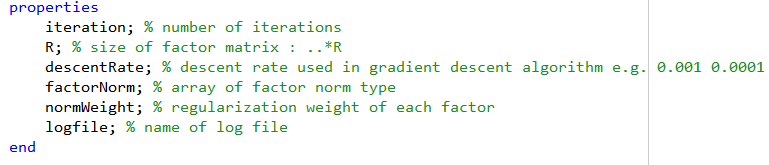 properties
iteration; % number of iterations
R; % size of factor matrix : ..*R
descentRate; % descent rate used in gradient descent algorithm e.g. 0.001 0.0001
factorNorm; % array of factor norm type
normWeight; % regularization weight of each factor
logfile; % name of log file
end